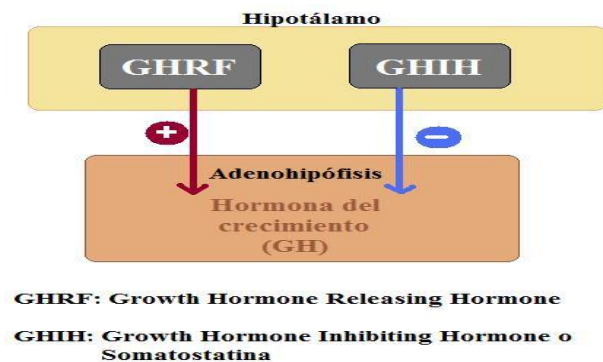 Hipotálamo
GHRF
GHIH
+
−
Adenohipófisis
Hormona del
crecimiento
(GH)
GHRF: Growth Hormone Releasing Hormone
GHIH: Growth Hormone Inhibiting Hormone o
Somatostatina